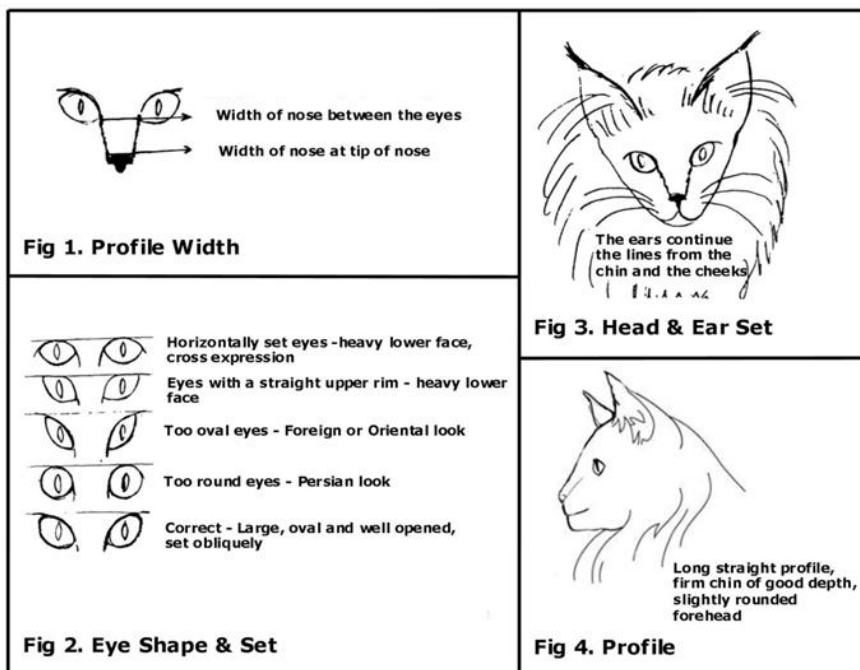 Width of nose between the eyes
Width of nose at tip of nose
Fig 1. Profile Width
Horizontally set eyes -heavy lower face,
cross expression
Eyes with a straight upper rim - heavy lower
face
Too oval eyes - Foreign or Oriental look
Too round eyes - Persian look
Correct - Large, oval and well opened,
set obliquely
Fig 2. Eye Shape & Set
The ears continue
the lines from the
chin and the cheeks
Fig 3. Head & Ear Set
Long straight profile,
firm chin of good depth,
slightly rounded
forehead
Fig 4. Profile